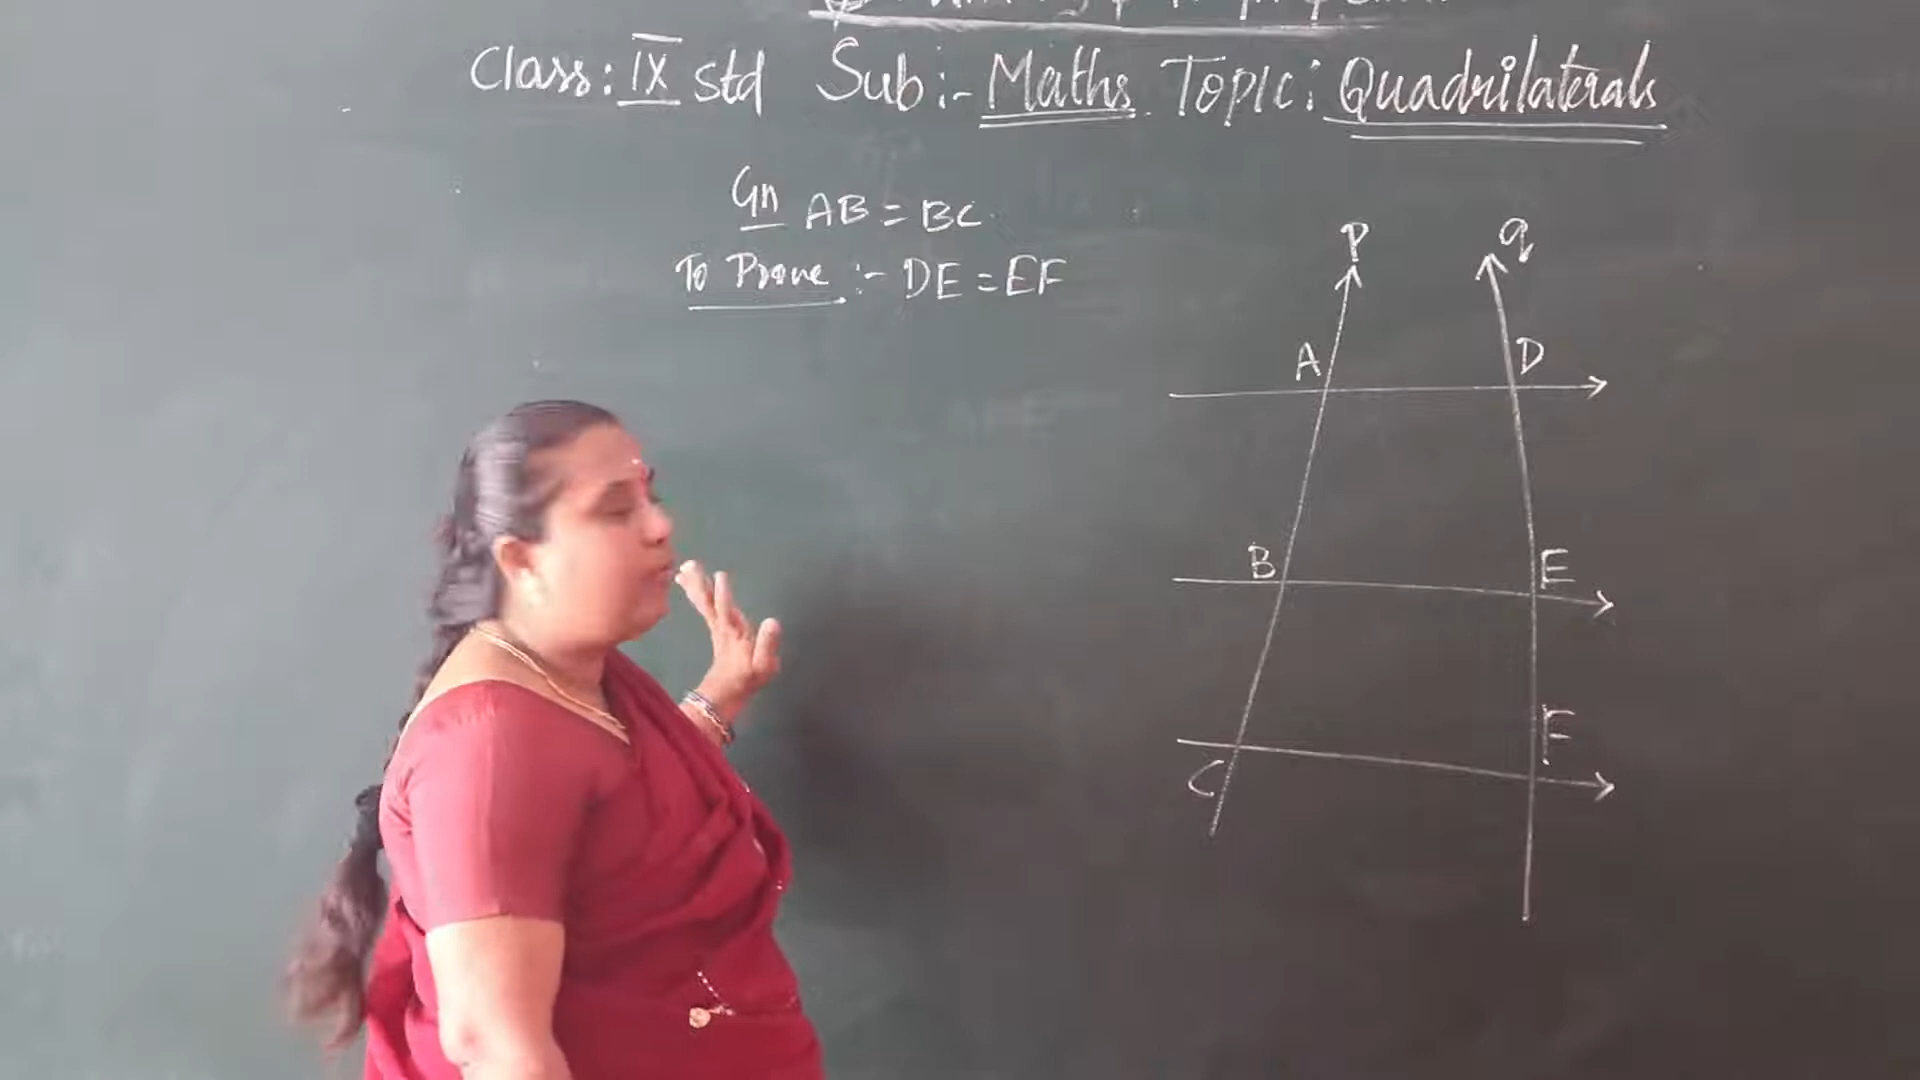 Class: IX std Sub:- Maths Topic: Quadrilaterals
Gn AB = BC
To Prove :- DE = EF
P q
A D
B E
C F